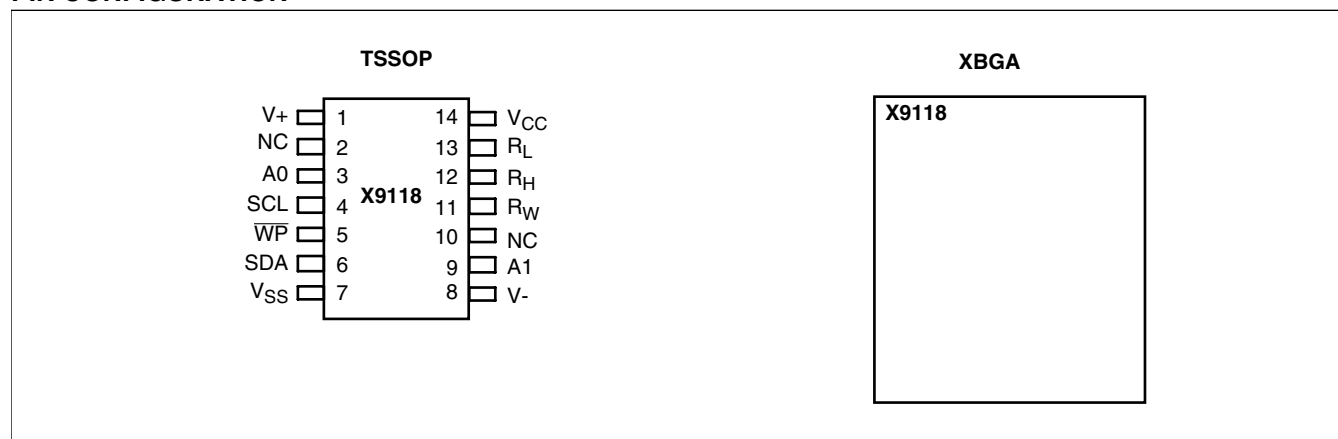 TSSOP
XBGA
V+ 1 14 VCC
NC 2 13 RL
A0 3 12 RH
SCL 4 X9118 11 RW
WP 5 10 NC
SDA 6 9 A1
VSS 7 8 V-
X9118